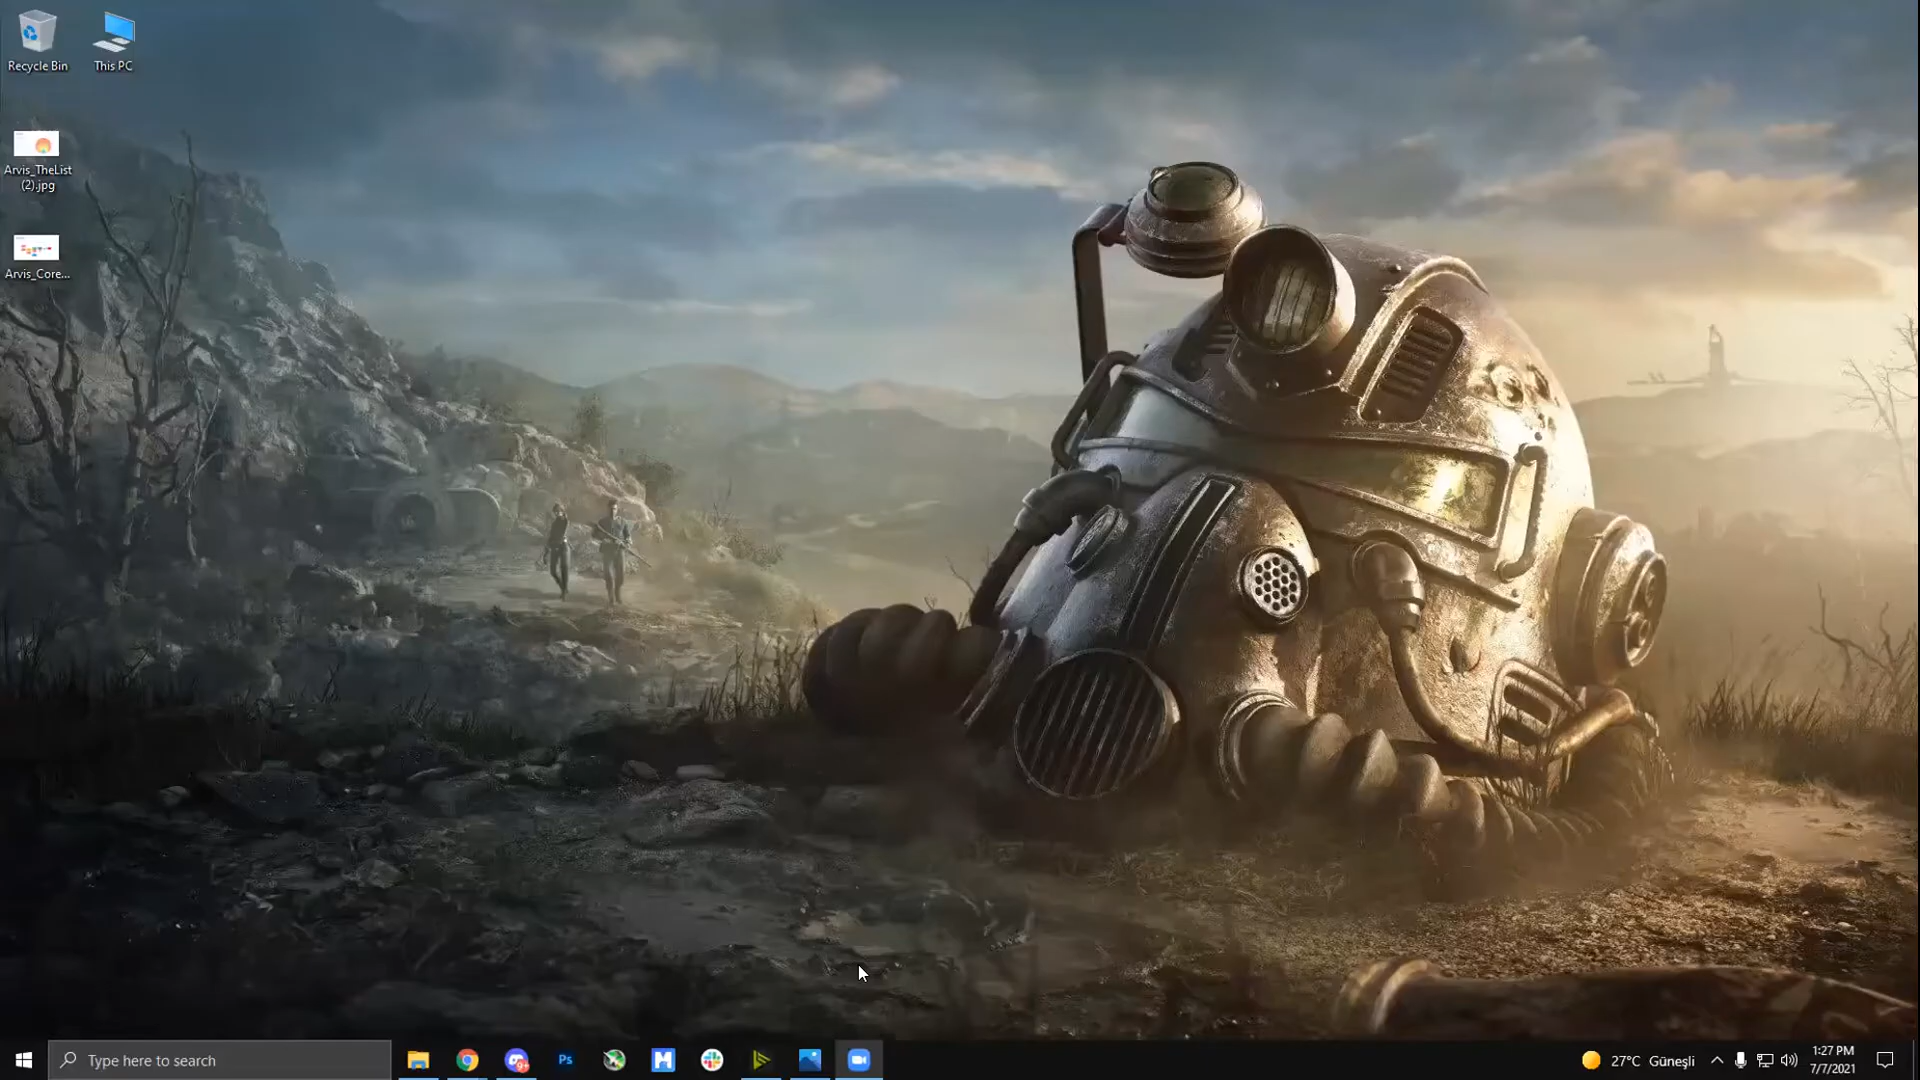 Recycle Bin
This PC
Arvis_TheList
(2).jpg
Arvis_Core...
Type here to search
9+
Ps
27°C Güneşli
1:27 PM
7/7/2021